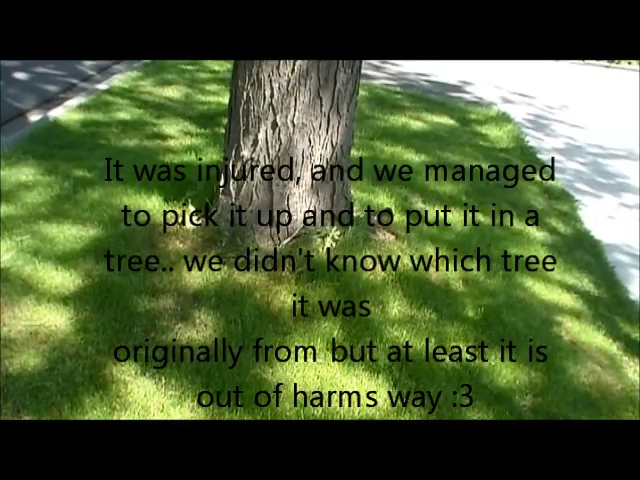 It was injured, and we managed
to pick it up and to put it in a
tree.. we didn't know which tree
it was
originally from but at least it is
out of harms way :3